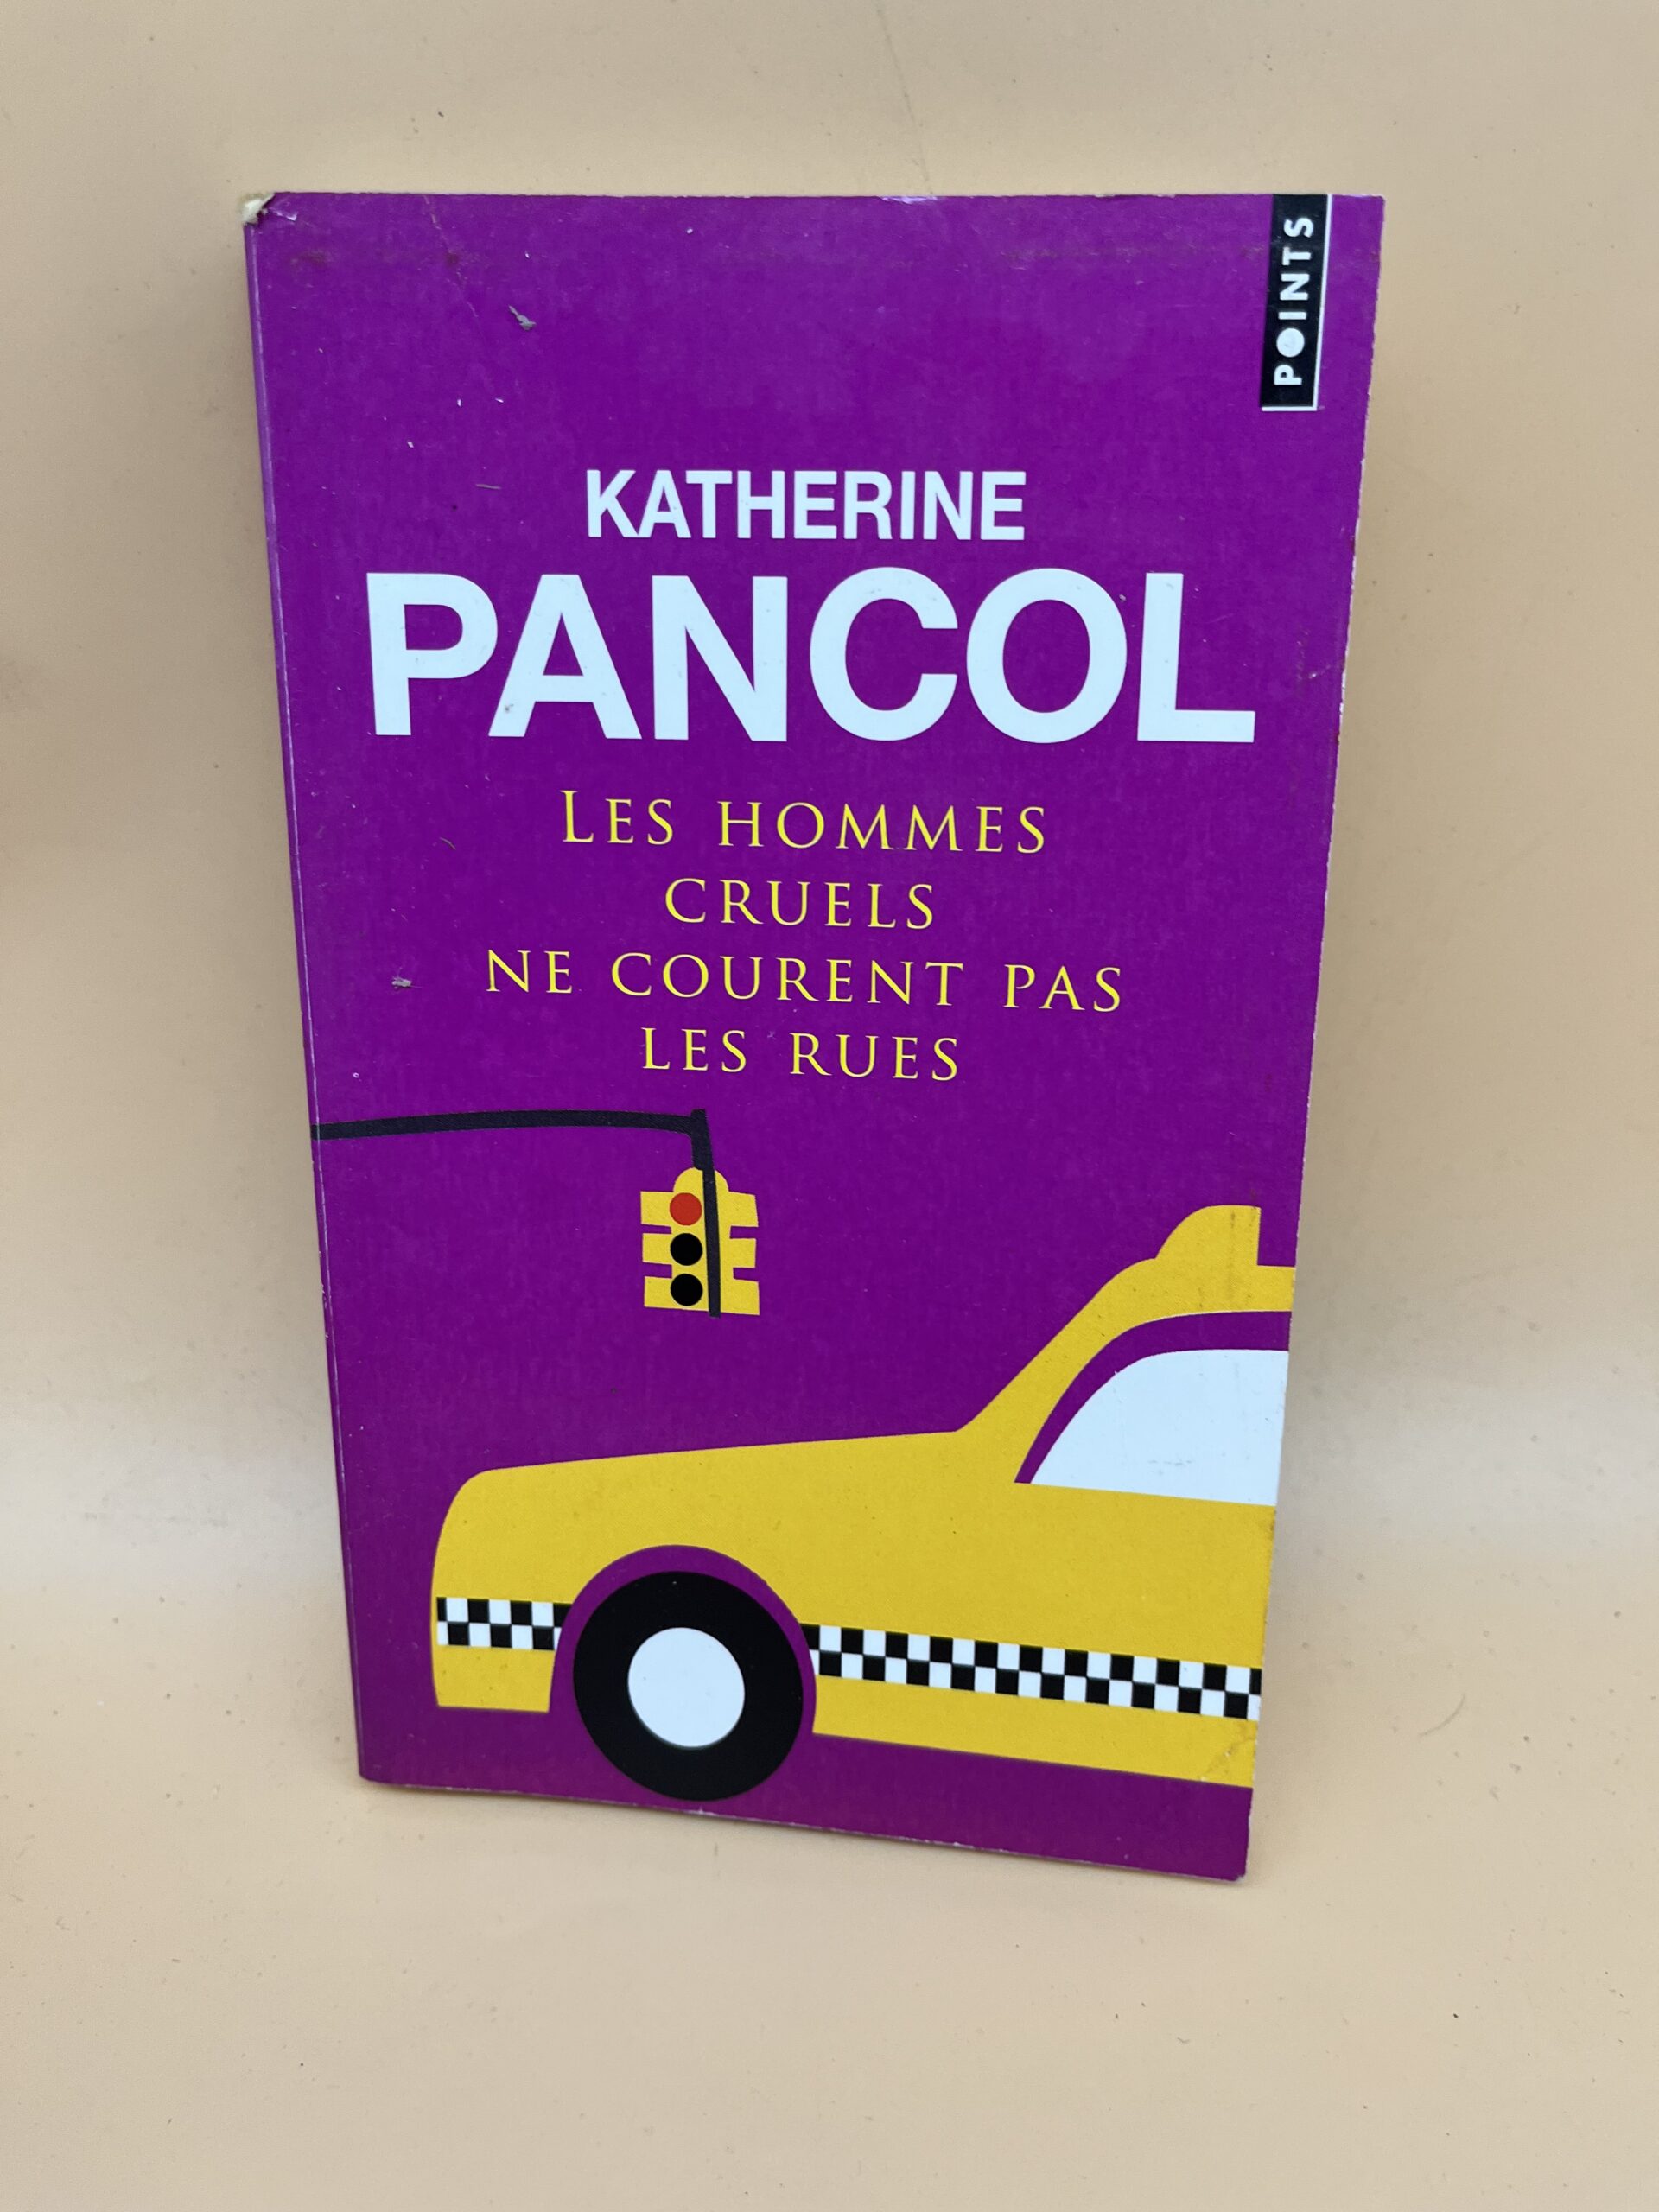 POINTS
KATHERINE
PANCOL
LES HOMMES
CRUELS
NE COURENT PAS
LES RUES